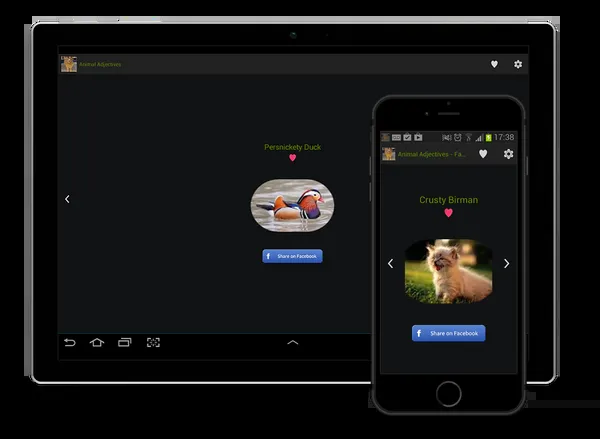 Animal Adjectives
Persnickety Duck
Share on Facebook
17:38
Animal Adjectives - Fa...
Crusty Birman
Share on Facebook